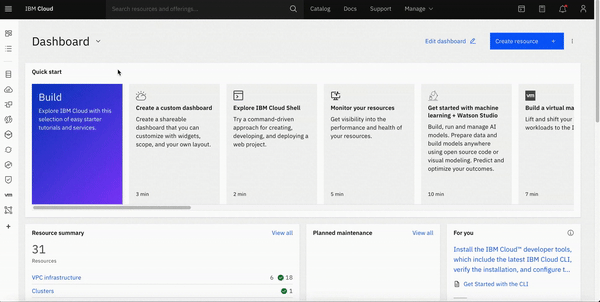 IBM Cloud
Search resources and offerings...
Catalog
Docs
Support
Manage
Dashboard
Edit dashboard
Create resource +
Quick start
Build
Explore IBM Cloud with this
selection of easy starter
tutorials and services.
Create a custom dashboard
Create a shareable
dashboard that you can
customize with widgets,
scope, and your own layout.
3 min
Explore IBM Cloud Shell
Try a command-driven
approach for creating,
developing, and deploying a
web project.
2 min
Monitor your resources
Get visibility into the
performance and health of
your resources.
5 min
Get started with machine
learning + Watson Studio
Build, run and manage AI
models. Prepare data and
build models anywhere
using open source code or
visual modeling. Predict and
optimize your outcomes.
10 min
vm
Build a virtual ma
Lift and shift your
workloads to the I
7 min
vm
Resource summary
View all
31
Resources
VPC infrastructure
6
18
Clusters
1
Planned maintenance
View all
For you
Install the IBM Cloud™ developer tools,
which include the latest IBM Cloud CLI,
verify the installation, and configure t...
Get Started with the CLI